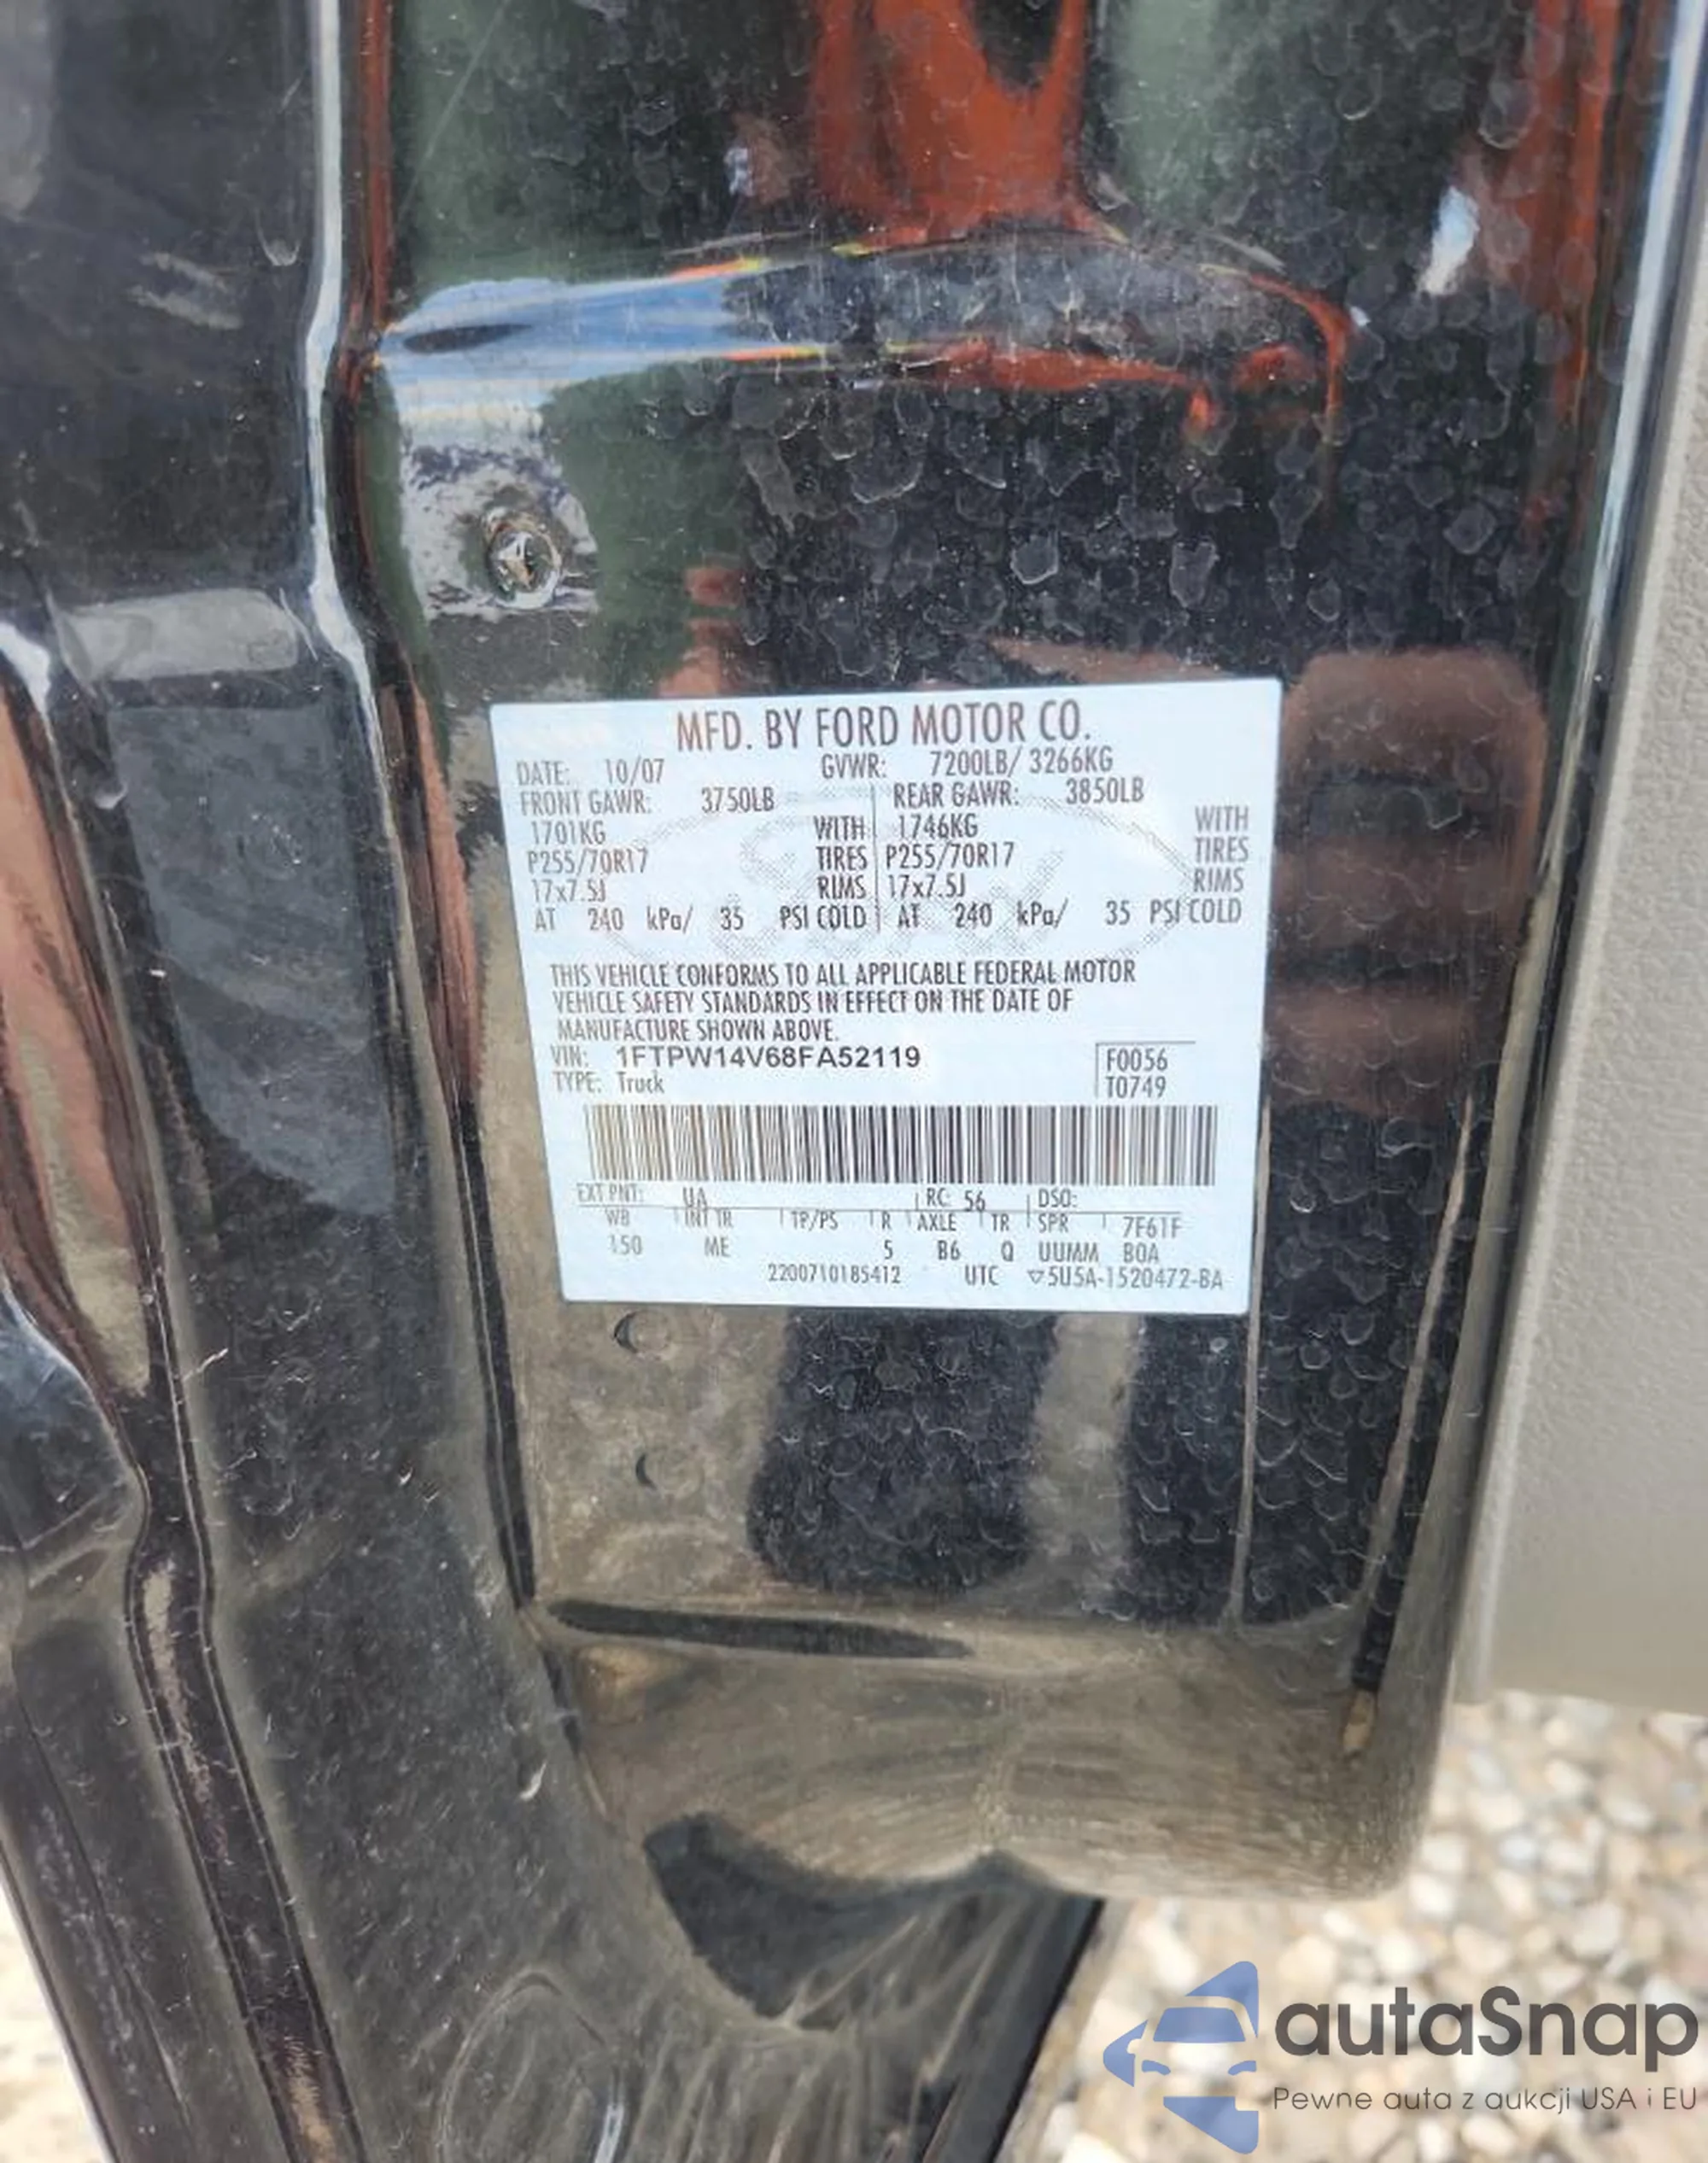 MFD. BY FORD MOTOR CO.
DATE: 10/07 GVWR: 7200LB/ 3266KG
FRONT GAWR: 3750LB REAR GAWR: 3850LB
1701KG WITH 1746KG WITH
P255/70R17 TIRES P255/70R17 TIRES
17x7.5J RIMS 17x7.5J RIMS
AT 240 kPa/ 35 PSI COLD AT 240 kPa/ 35 PSI COLD
THIS VEHICLE CONFORMS TO ALL APPLICABLE FEDERAL MOTOR
VEHICLE SAFETY STANDARDS IN EFFECT ON THE DATE OF
MANUFACTURE SHOWN ABOVE.
VIN: 1FTPW14V68FA52119 F0056
TYPE: Truck T0749
EXT PNT: UA RC: 56 DSO:
WB INT TR TP/PS R AXLE TR SPR 7F61F
150 ME 5 B6 Q UUMM BOA
2200710185412 UTC ▽5U5A-1520472-BA
autaSnap
Pewne auta z aukcji USA i EU